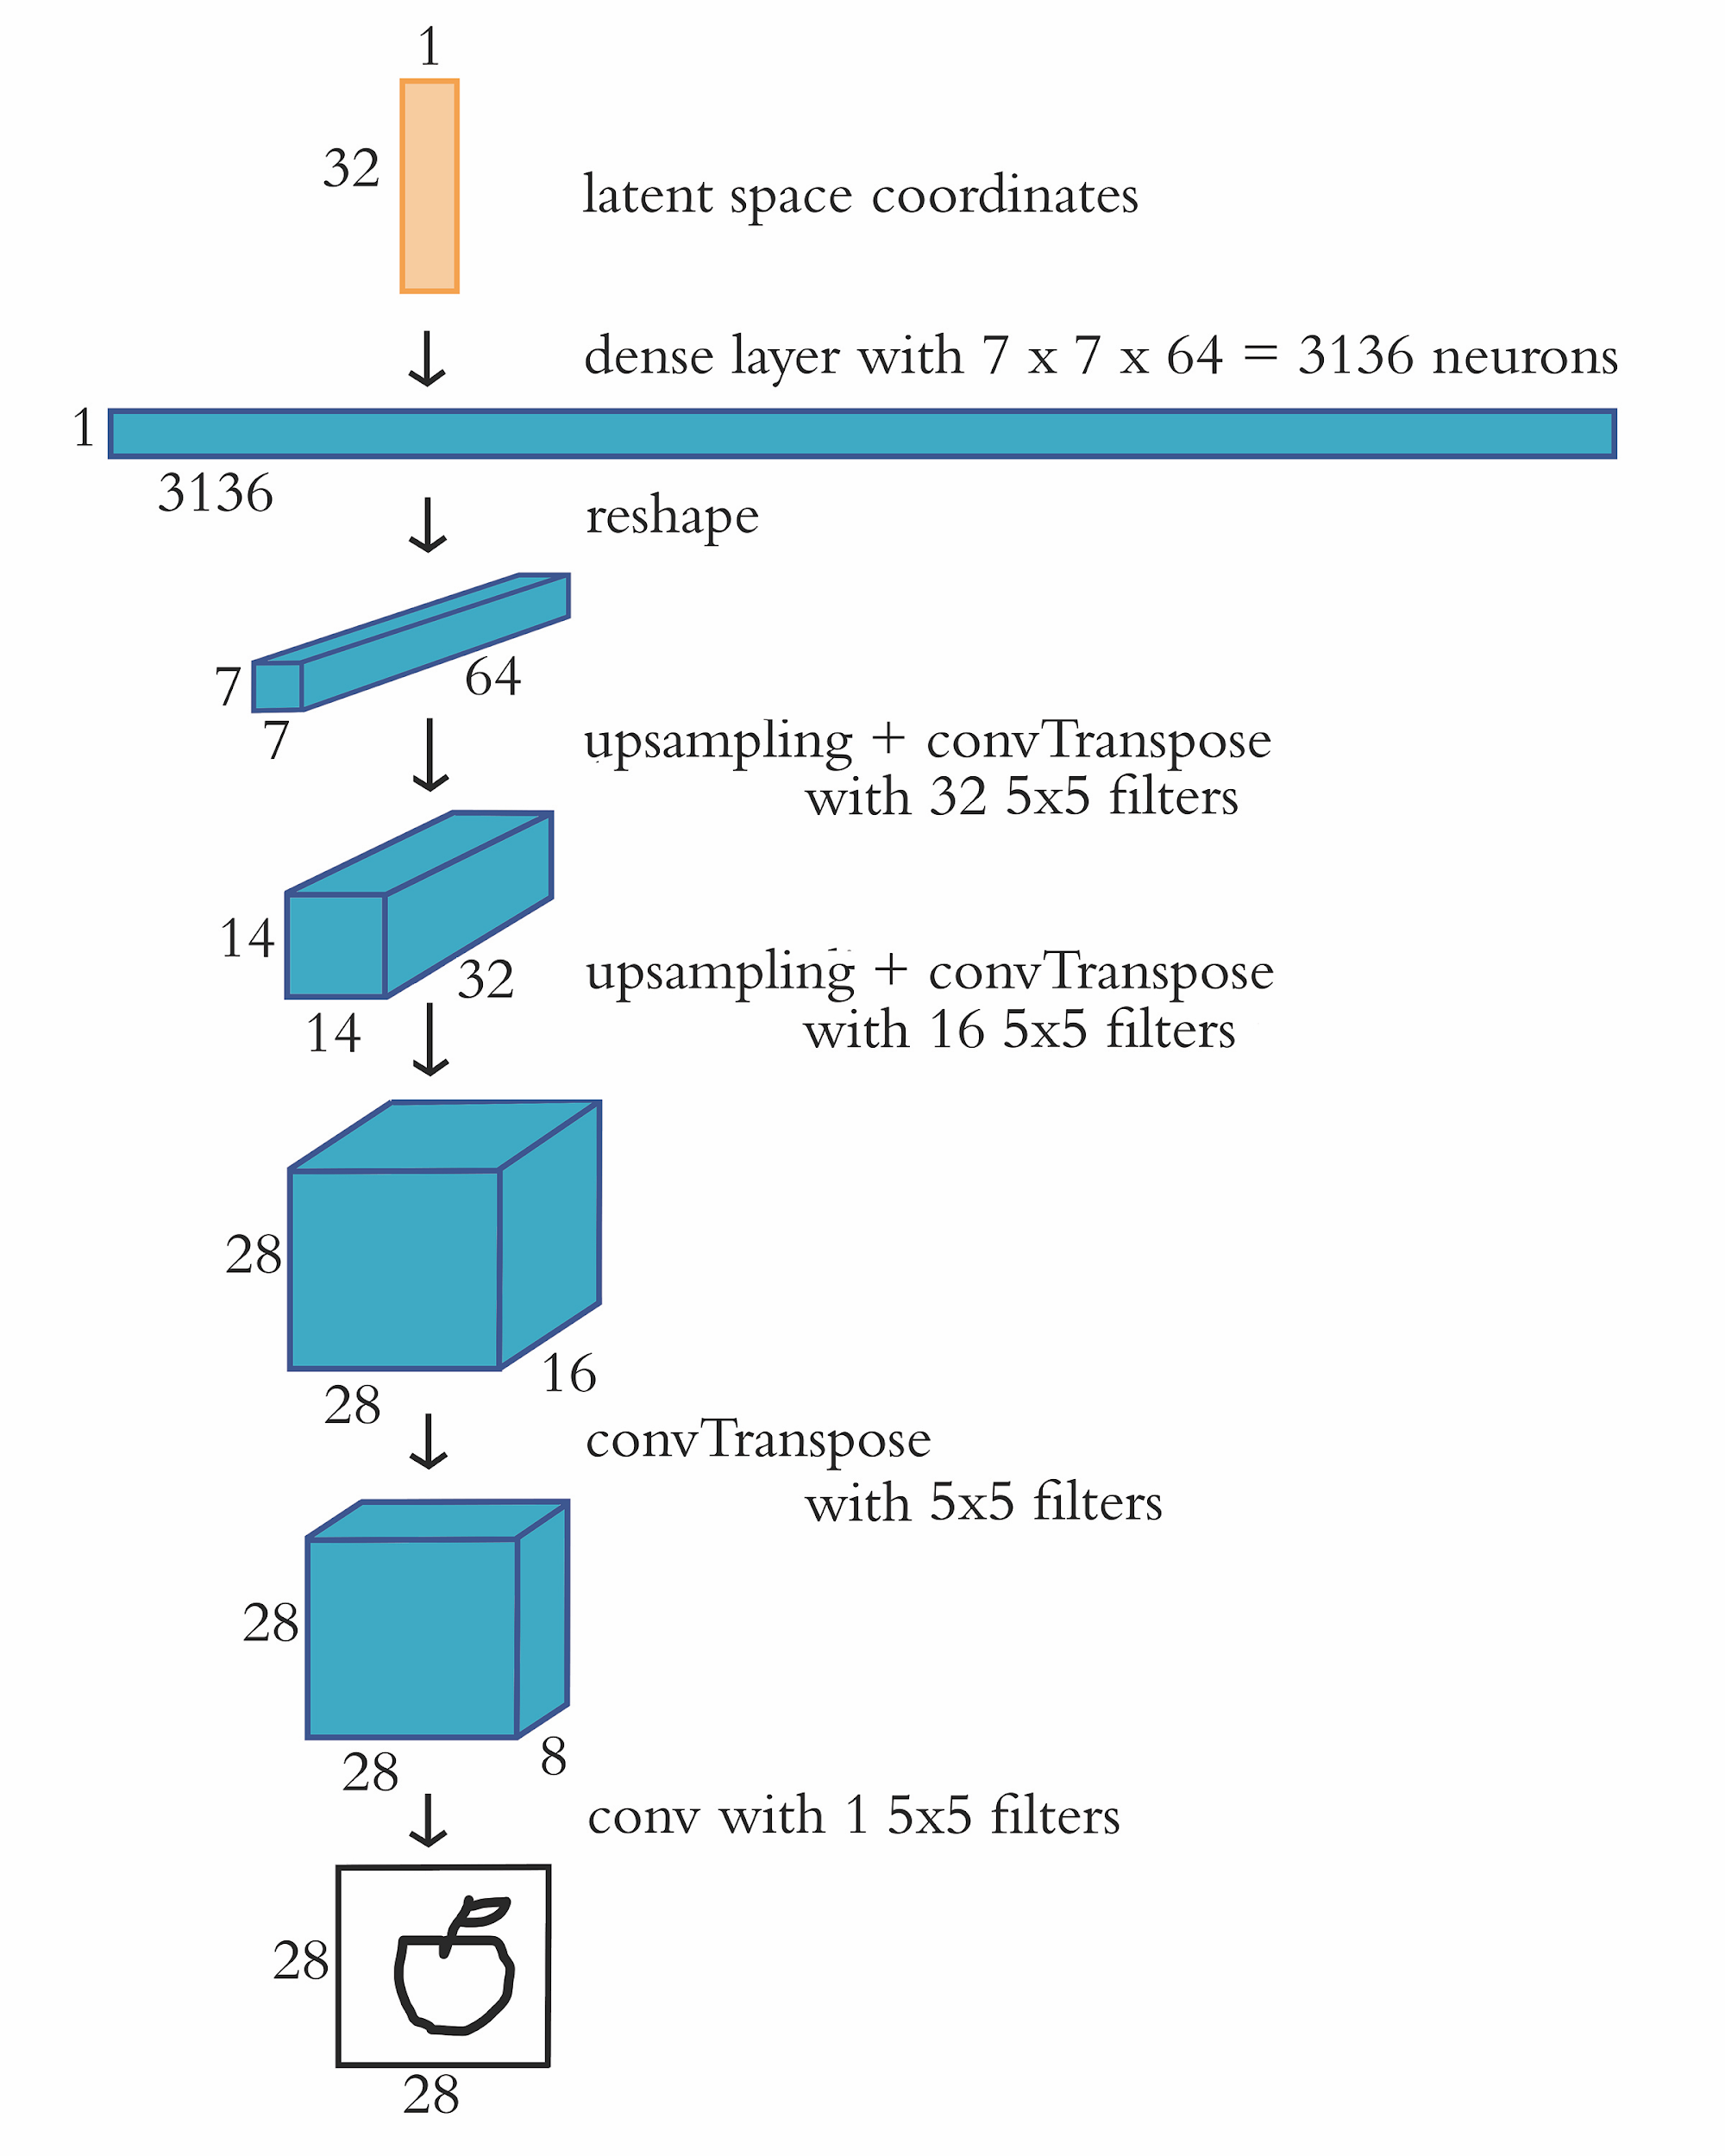 1
32
latent space coordinates
dense layer with 7 x 7 x 64 = 3136 neurons
1
3136
reshape
7
64
7
upsampling + convTranspose
with 32 5x5 filters
14
32
14
upsampling + convTranspose
with 16 5x5 filters
28
16
28
convTranspose
with 5x5 filters
28
8
28
conv with 1 5x5 filters
28
28